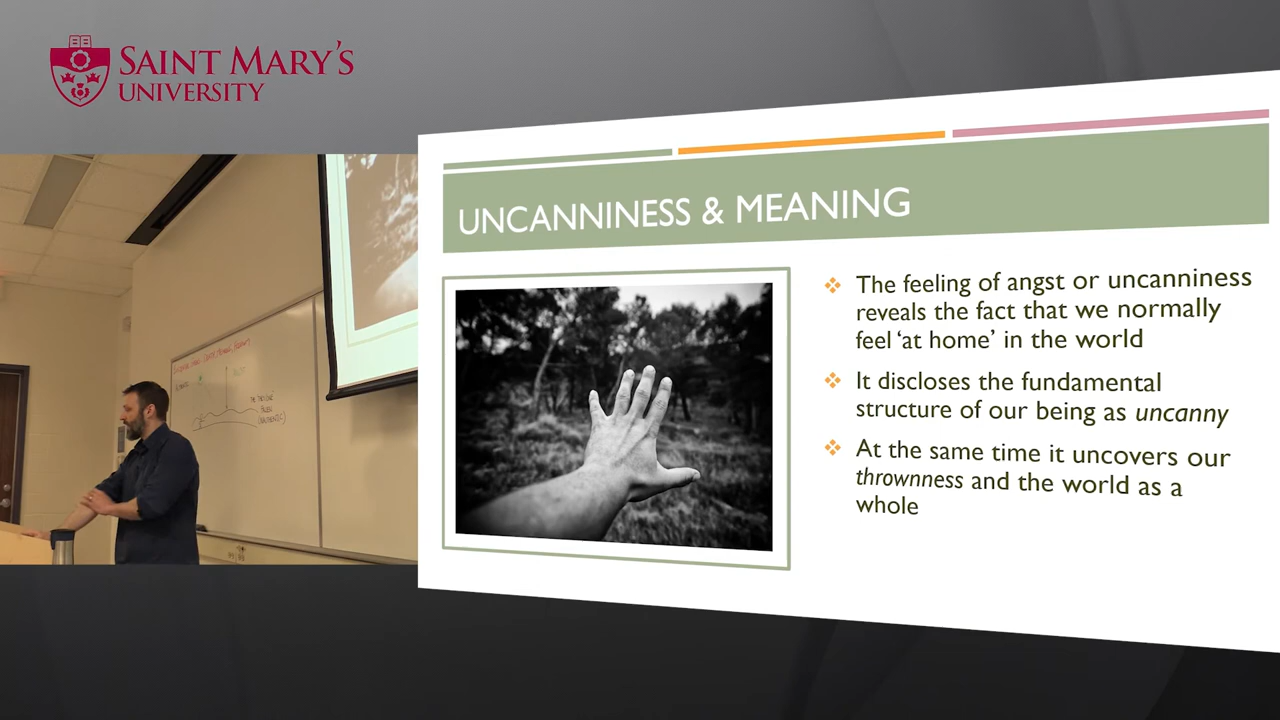 SAINT MARY'S
UNIVERSITY
UNCANNINESS & MEANING
The feeling of angst or uncanniness
reveals the fact that we normally
feel ‘at home’ in the world
It discloses the fundamental
structure of our being as uncanny
At the same time it uncovers our
thrownness and the world as a
whole